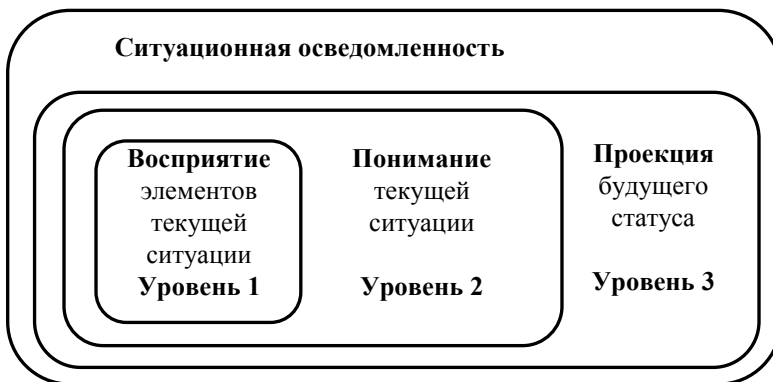 Ситуационная осведомленность
Восприятие
элементов
текущей
ситуации
Уровень 1
Понимание
текущей
ситуации
Уровень 2
Проекция
будущего
статуса
Уровень 3